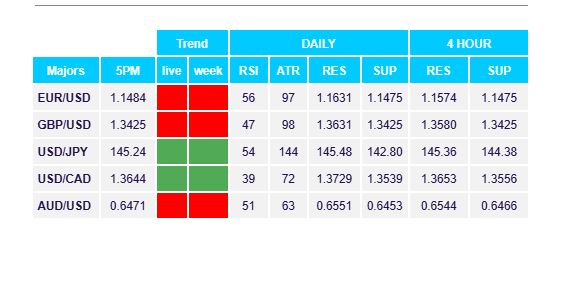 Trend DAILY 4 HOUR
Majors 5PM live week RSI ATR RES SUP RES SUP
EUR/USD 1.1484 56 97 1.1631 1.1475 1.1574 1.1475
GBP/USD 1.3425 47 98 1.3631 1.3425 1.3580 1.3425
USD/JPY 145.24 54 144 145.48 142.80 145.36 144.38
USD/CAD 1.3644 39 72 1.3729 1.3539 1.3653 1.3556
AUD/USD 0.6471 51 63 0.6551 0.6453 0.6544 0.6466